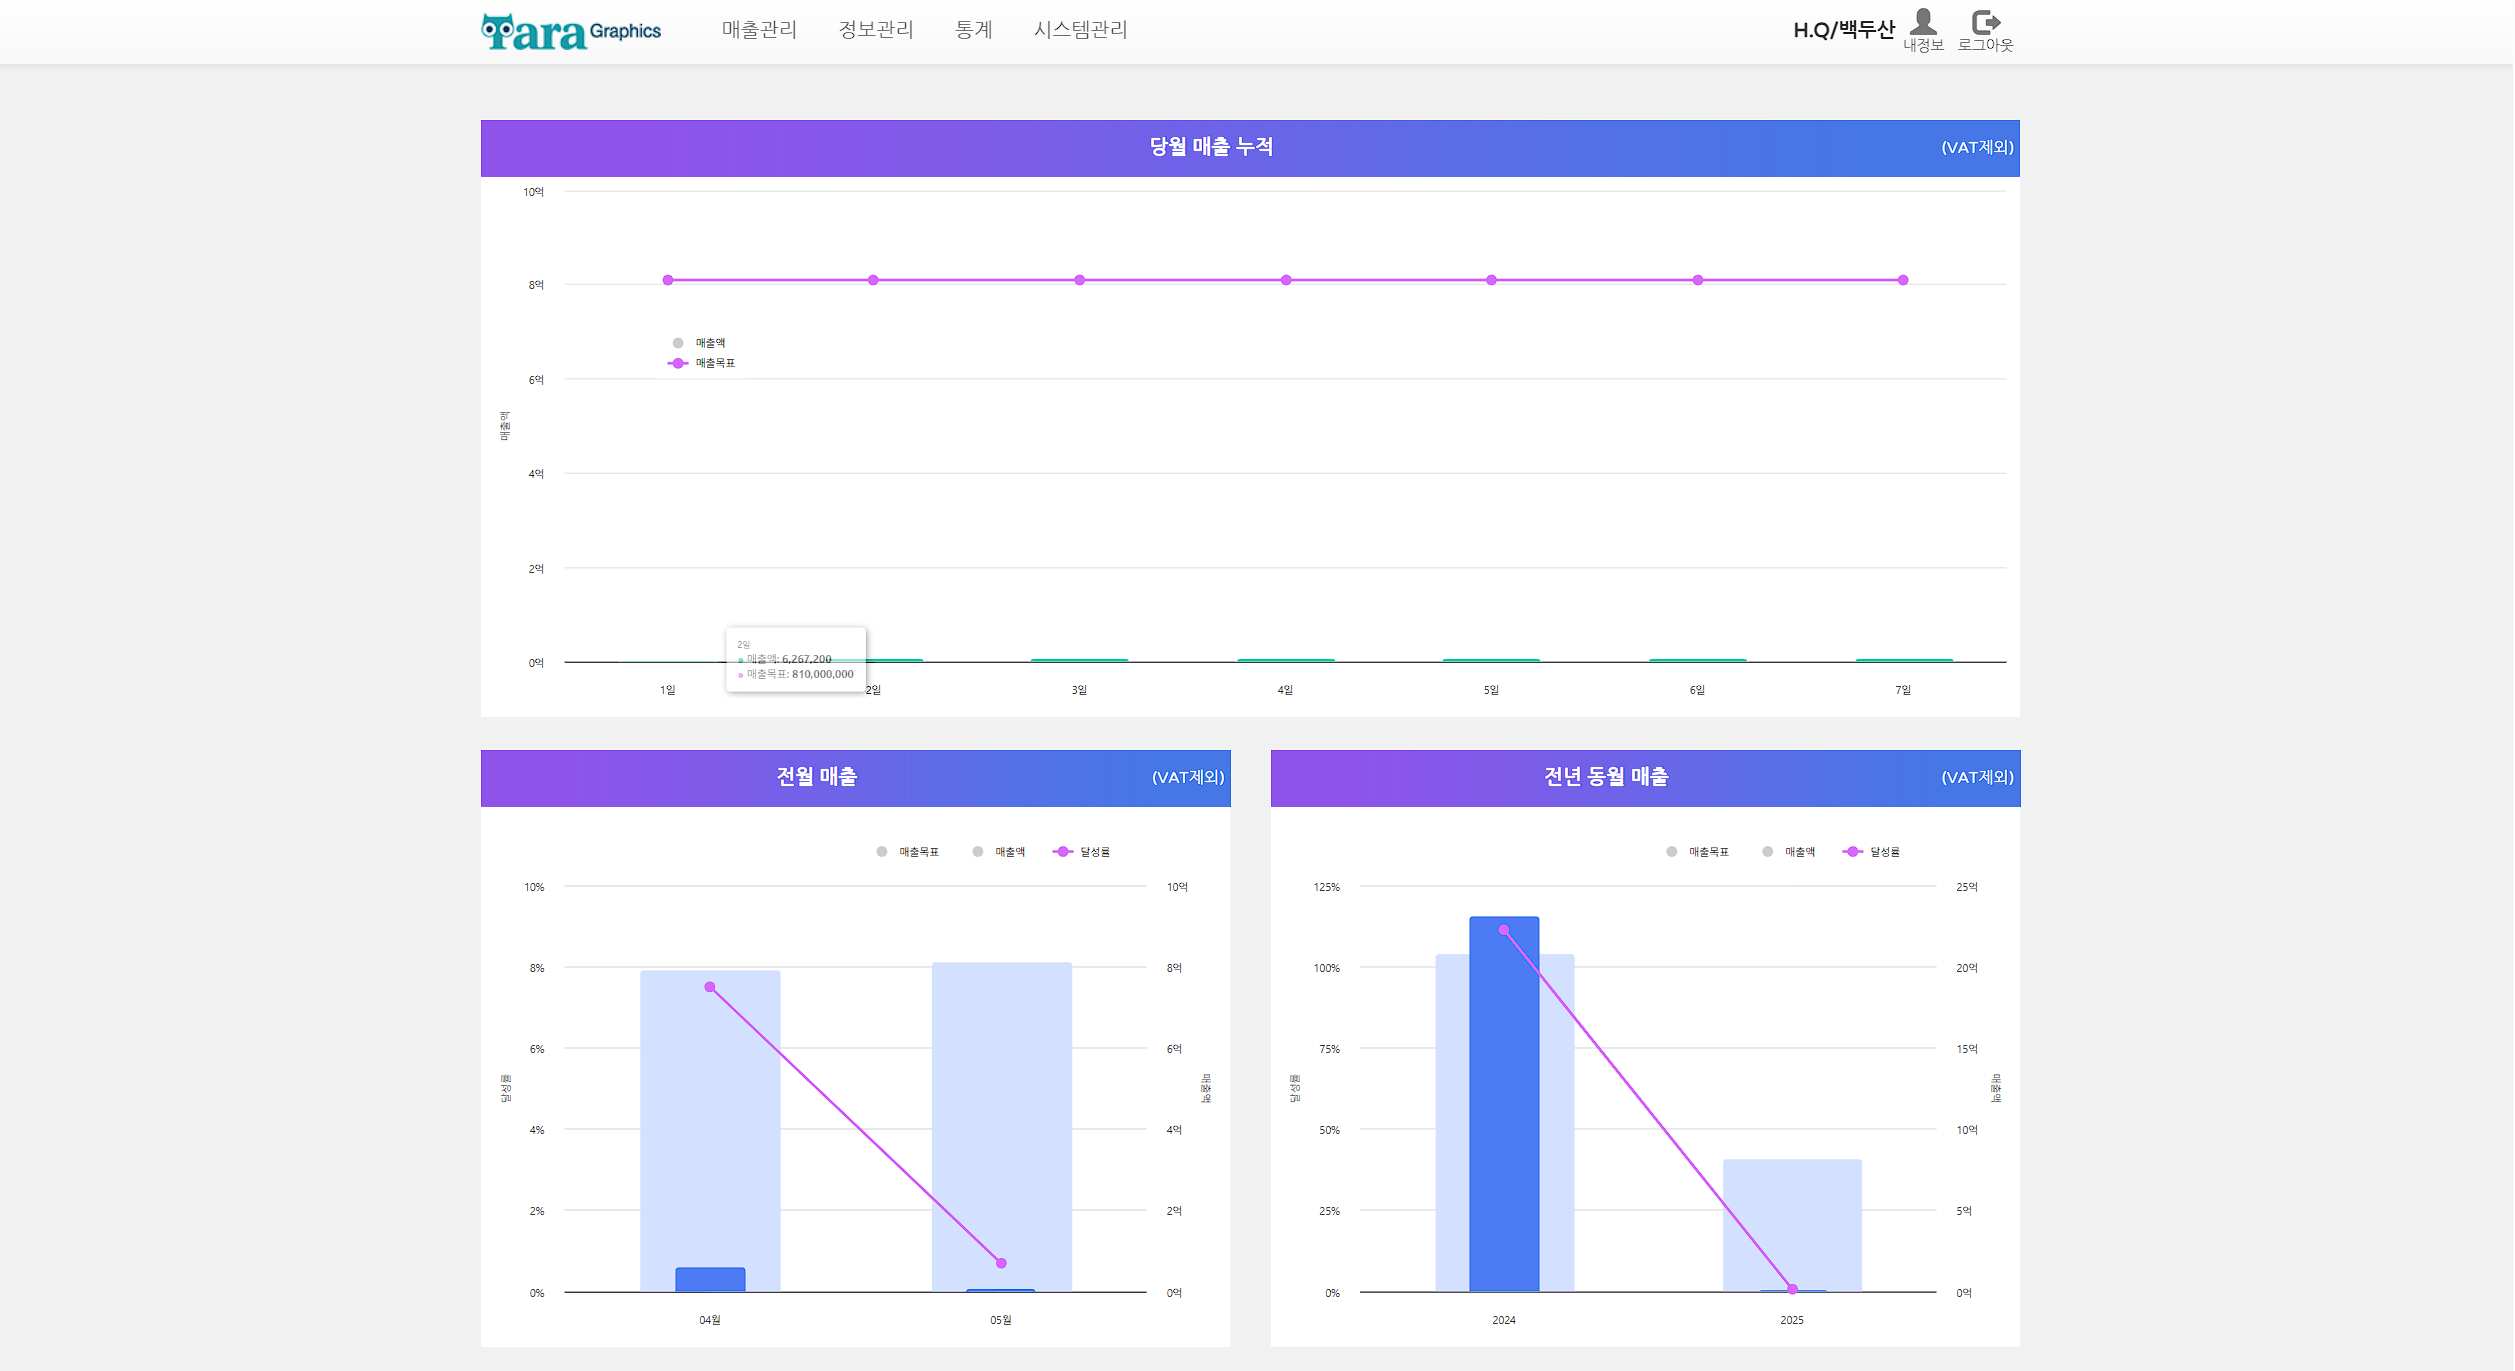 Tara Graphics 매출관리 정보관리 통계 시스템관리 H.Q/백두산 내정보 로그아웃
당월 매출 누적 (VAT제외)
10억
8억
매출액
매출목표
6억
매출액
4억
2억
0억
2일
매출액: 6,267,200
매출목표: 810,000,000
1일 2일 3일 4일 5일 6일 7일
전월 매출 (VAT제외)
매출목표 매출액 달성률
10% 10억
8% 8억
6% 6억
달성률 매출액
4% 4억
2% 2억
0% 0억
04월 05월
전년 동월 매출 (VAT제외)
매출목표 매출액 달성률
125% 25억
100% 20억
75% 15억
달성률 매출액
50% 10억
25% 5억
0% 0억
2024 2025